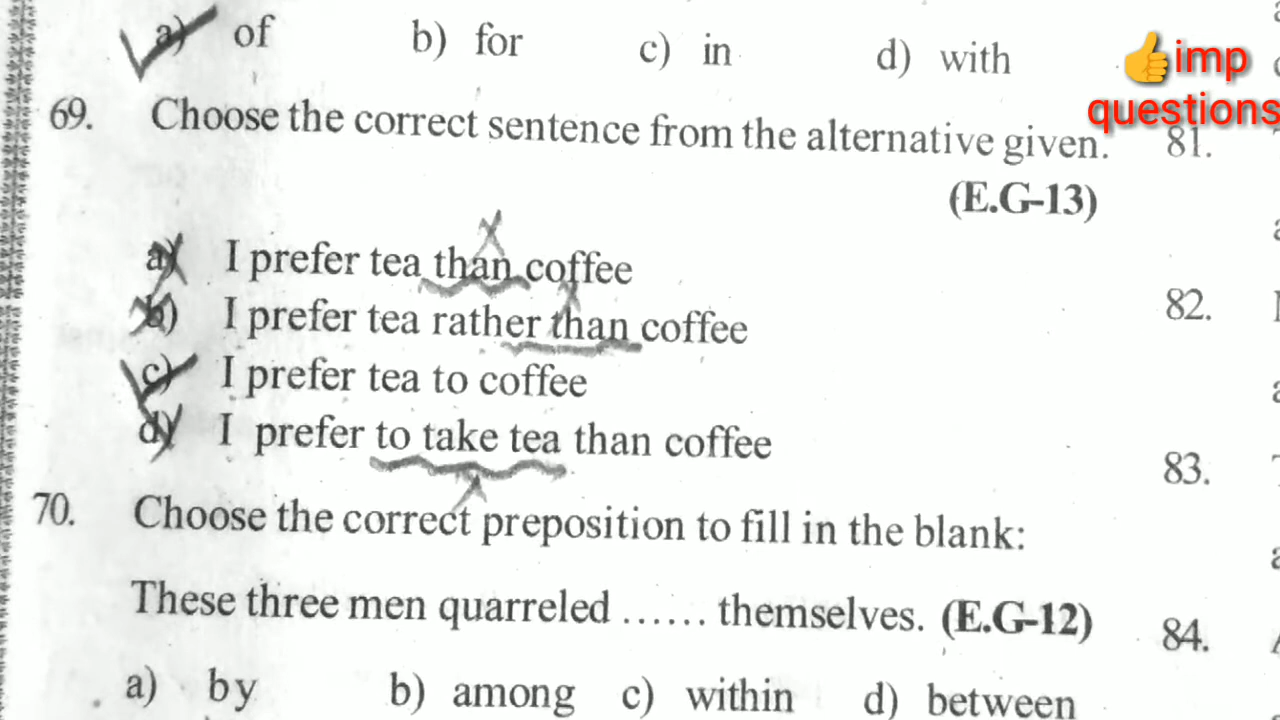 a) of b) for c) in d) with
👍imp
questions
69. Choose the correct sentence from the alternative given.
(E.G-13)
a) I prefer tea than coffee
b) I prefer tea rather than coffee
c) I prefer tea to coffee
d) I prefer to take tea than coffee
70. Choose the correct preposition to fill in the blank:
These three men quarreled ...... themselves. (E.G-12)
a) by b) among c) within d) between
81.
82.
83.
84.